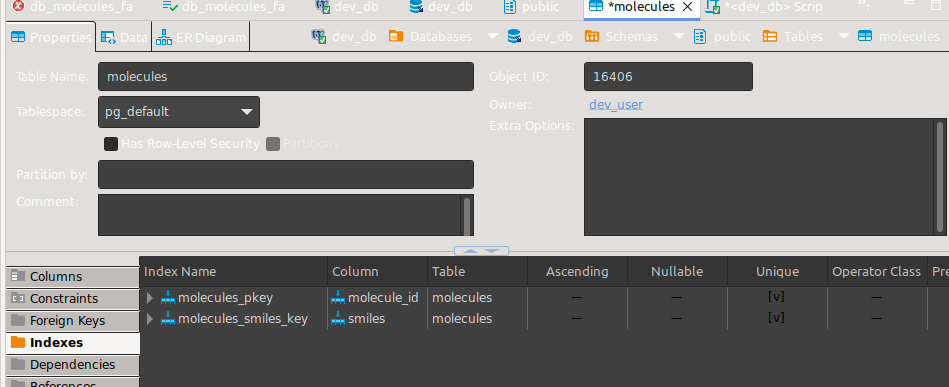 db_molecules_fa db_molecules_fa dev_db dev_db public *molecules *<dev_db> Scrip »1
Properties Data ER Diagram dev_db Databases dev_db Schemas public Tables molecules
Table Name: molecules Object ID: 16406
Tablespace: pg_default Owner: dev_user
Extra Options:
Has Row-Level Security Partitions
Partition by:
Comment:
Columns Index Name Column Table Ascending Nullable Unique Operator Class Pre
Constraints molecules_pkey molecule_id molecules — — [v] —
Foreign Keys molecules_smiles_key smiles molecules — — [v] —
Indexes
Dependencies
References